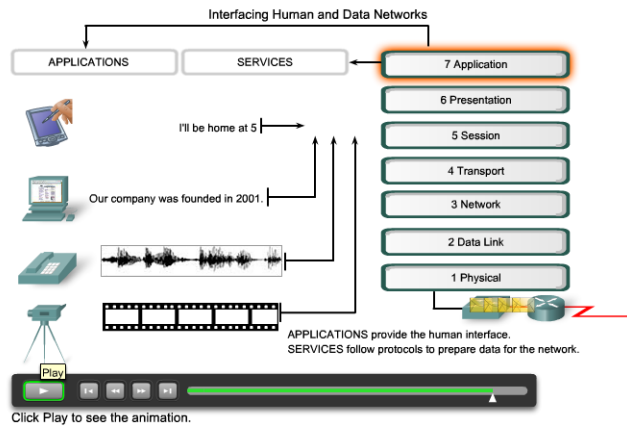 Interfacing Human and Data Networks
APPLICATIONS
SERVICES
7 Application
6 Presentation
I'll be home at 5
5 Session
4 Transport
Our company was founded in 2001.
3 Network
2 Data Link
1 Physical
APPLICATIONS provide the human interface.
SERVICES follow protocols to prepare data for the network.
Play
Click Play to see the animation.